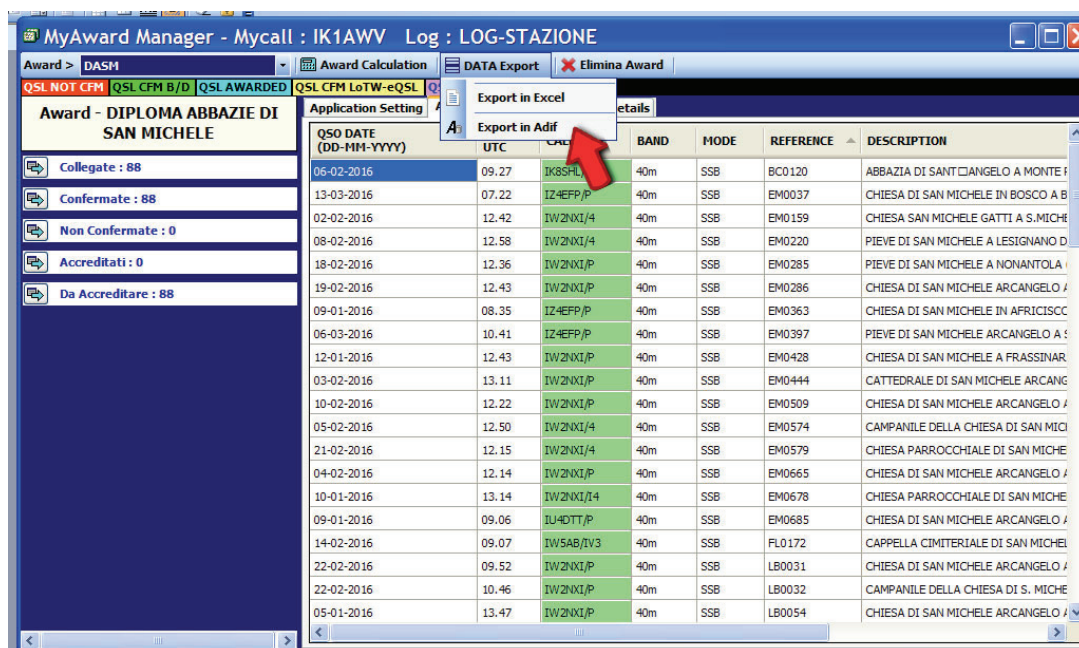 MyAward Manager - Mycall : IK1AWV Log : LOG-STAZIONE
Award > DASM Award Calculation DATA Export Elimina Award
QSL NOT CFM QSL CFM B/D QSL AWARDED QSL CFM LoTW-eQSL
Award - DIPLOMA ABBAZIE DI SAN MICHELE
Collegate : 88
Confermate : 88
Non Confermate : 0
Accreditati : 0
Da Accreditare : 88
Application Setting
Export in Excel
Export in Adif
QSO DATE (DD-MM-YYYY) UTC BAND MODE REFERENCE DESCRIPTION
06-02-2016 09.27 40m SSB BC0120 ABBAZIA DI SANT□ANGELO A MONTE
13-03-2016 07.22 IZ4EFP/P 40m SSB EM0037 CHIESA DI SAN MICHELE IN BOSCO A B
02-02-2016 12.42 IW2NXI/4 40m SSB EM0159 CHIESA SAN MICHELE GATTI A S.MICHE
08-02-2016 12.58 IW2NXI/4 40m SSB EM0220 PIEVE DI SAN MICHELE A LESIGNANO D
18-02-2016 12.36 IW2NXI/P 40m SSB EM0285 PIEVE DI SAN MICHELE A NONANTOLA
19-02-2016 12.43 IW2NXI/P 40m SSB EM0286 CHIESA DI SAN MICHELE ARCANGELO A
09-01-2016 08.35 IZ4EFP/P 40m SSB EM0363 CHIESA DI SAN MICHELE IN AFRICISCO
06-03-2016 10.41 IZ4EFP/P 40m SSB EM0397 PIEVE DI SAN MICHELE ARCANGELO A S
12-01-2016 12.43 IW2NXI/P 40m SSB EM0428 CHIESA DI SAN MICHELE A FRASSINAR
03-02-2016 13.11 IW2NXI/P 40m SSB EM0444 CATTEDRALE DI SAN MICHELE ARCANG
10-02-2016 12.22 IW2NXI/P 40m SSB EM0509 CHIESA DI SAN MICHELE ARCANGELO A
05-02-2016 12.50 IW2NXI/4 40m SSB EM0574 CAMPANILE DELLA CHIESA DI SAN MICH
21-02-2016 12.15 IW2NXI/4 40m SSB EM0579 CHIESA PARROCCHIALE DI SAN MICHE
04-02-2016 12.14 IW2NXI/P 40m SSB EM0665 CHIESA DI SAN MICHELE ARCANGELO A
10-01-2016 13.14 IW2NXI/I4 40m SSB EM0678 CHIESA PARROCCHIALE DI SAN MICHE
09-01-2016 09.06 IU4DTT/P 40m SSB EM0685 CHIESA DI SAN MICHELE ARCANGELO A
14-02-2016 09.07 IW5AB/IV3 40m SSB FL0172 CAPPELLA CIMITERIALE DI SAN MICHEL
22-02-2016 09.52 IW2NXI/P 40m SSB LB0031 CHIESA DI SAN MICHELE ARCANGELO A
22-02-2016 10.46 IW2NXI/P 40m SSB LB0032 CAMPANILE DELLA CHIESA DI S. MICHE
05-01-2016 13.47 IW2NXI/P 40m SSB LB0054 CHIESA DI SAN MICHELE ARCANGELO A